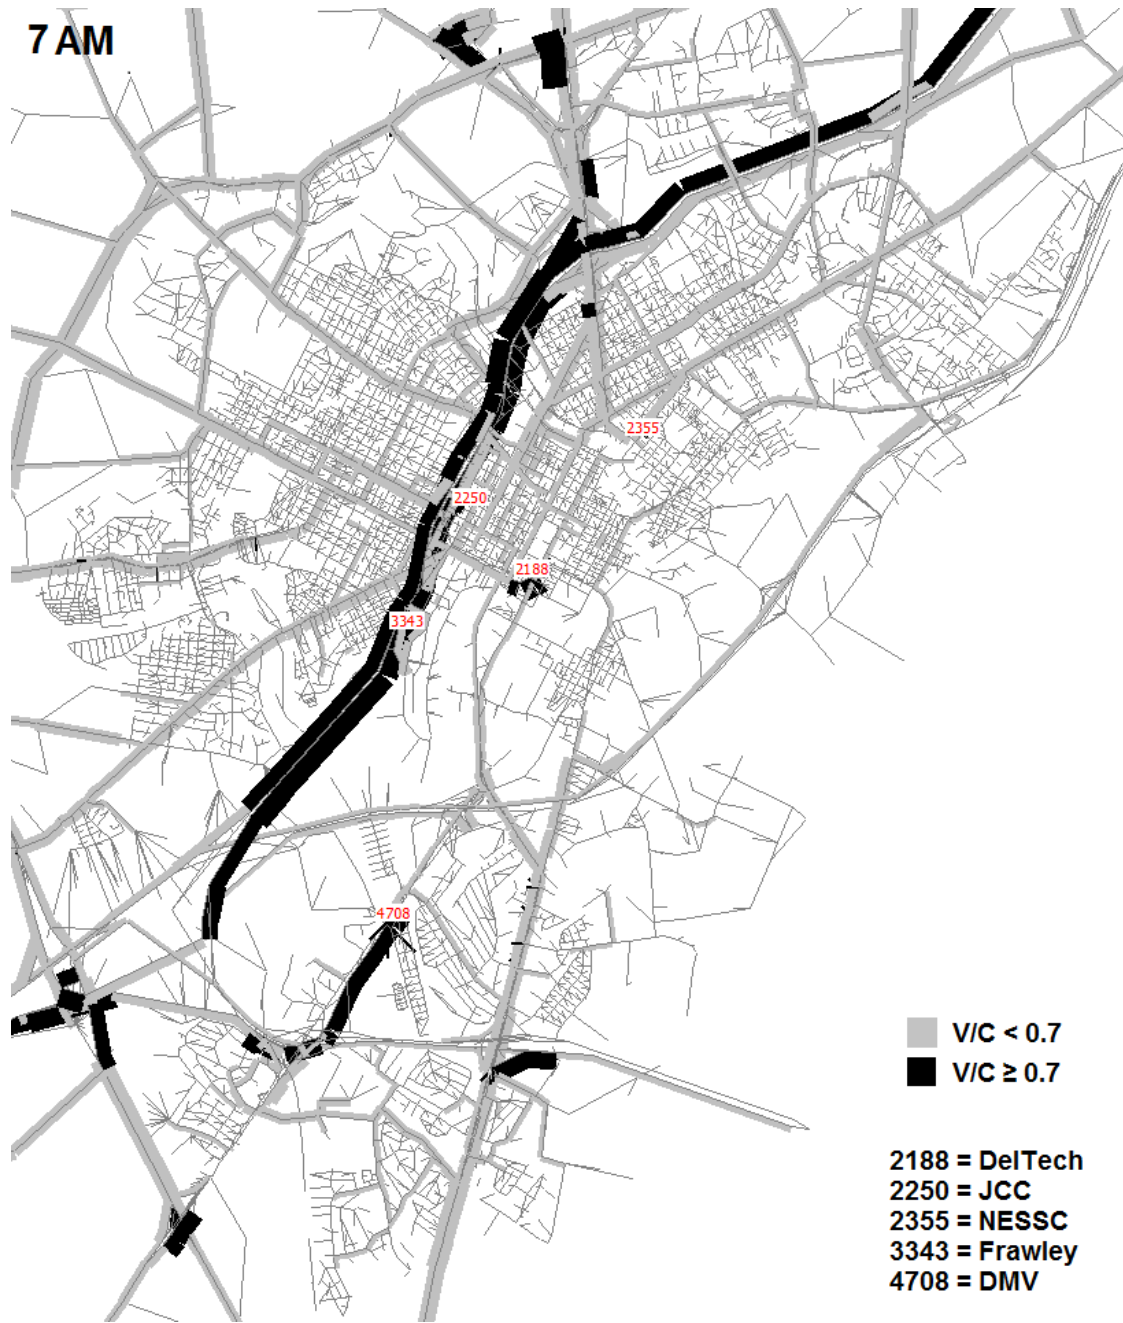 7 AM
2355
2250
2188
3343
4708
V/C < 0.7
V/C ≥ 0.7
2188 = DelTech
2250 = JCC
2355 = NESSC
3343 = Frawley
4708 = DMV